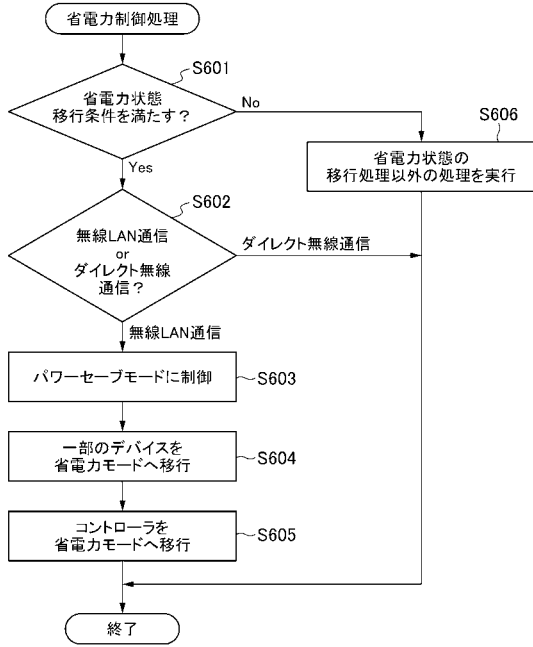 省電力制御処理
S601
省電力状態
移行条件を満たす？
No
S606
省電力状態の
移行処理以外の処理を実行
Yes
S602
無線LAN通信
or
ダイレクト無線
通信？
ダイレクト無線通信
無線LAN通信
パワーセーブモードに制御
S603
一部のデバイスを
省電力モードへ移行
S604
コントローラを
省電力モードへ移行
S605
終了